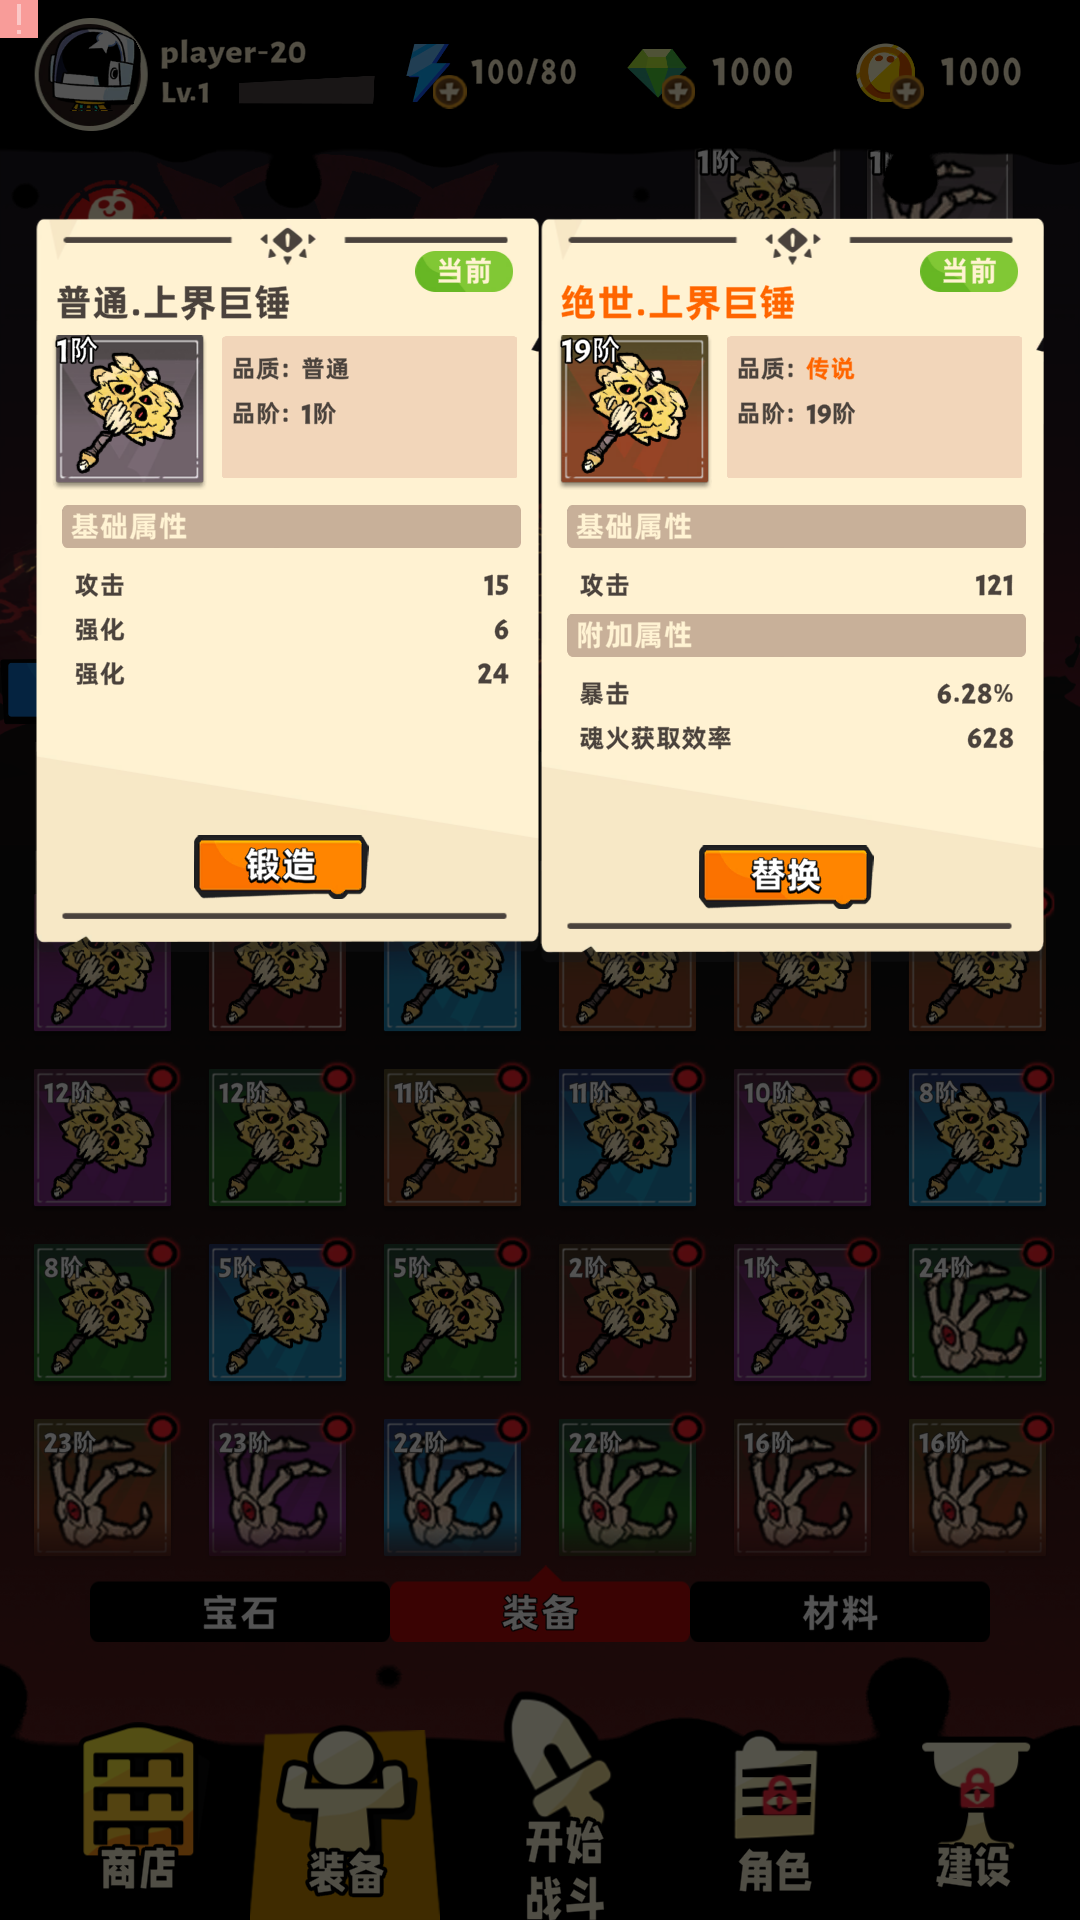 !
player-20
Lv.1
100/80
1000
1000
1阶
当前
普通.上界巨锤
1阶
品质：普通
品阶：1阶
基础属性
攻击 15
强化 6
强化 24
锻造
当前
绝世.上界巨锤
19阶
品质：传说
品阶：19阶
基础属性
攻击 121
附加属性
暴击 6.28%
魂火获取效率 628
替换
12阶 12阶 11阶 11阶 10阶 8阶
8阶 5阶 5阶 2阶 1阶 24阶
23阶 23阶 22阶 22阶 16阶 16阶
宝石 装备 材料
商店 装备 开始战斗 角色 建设